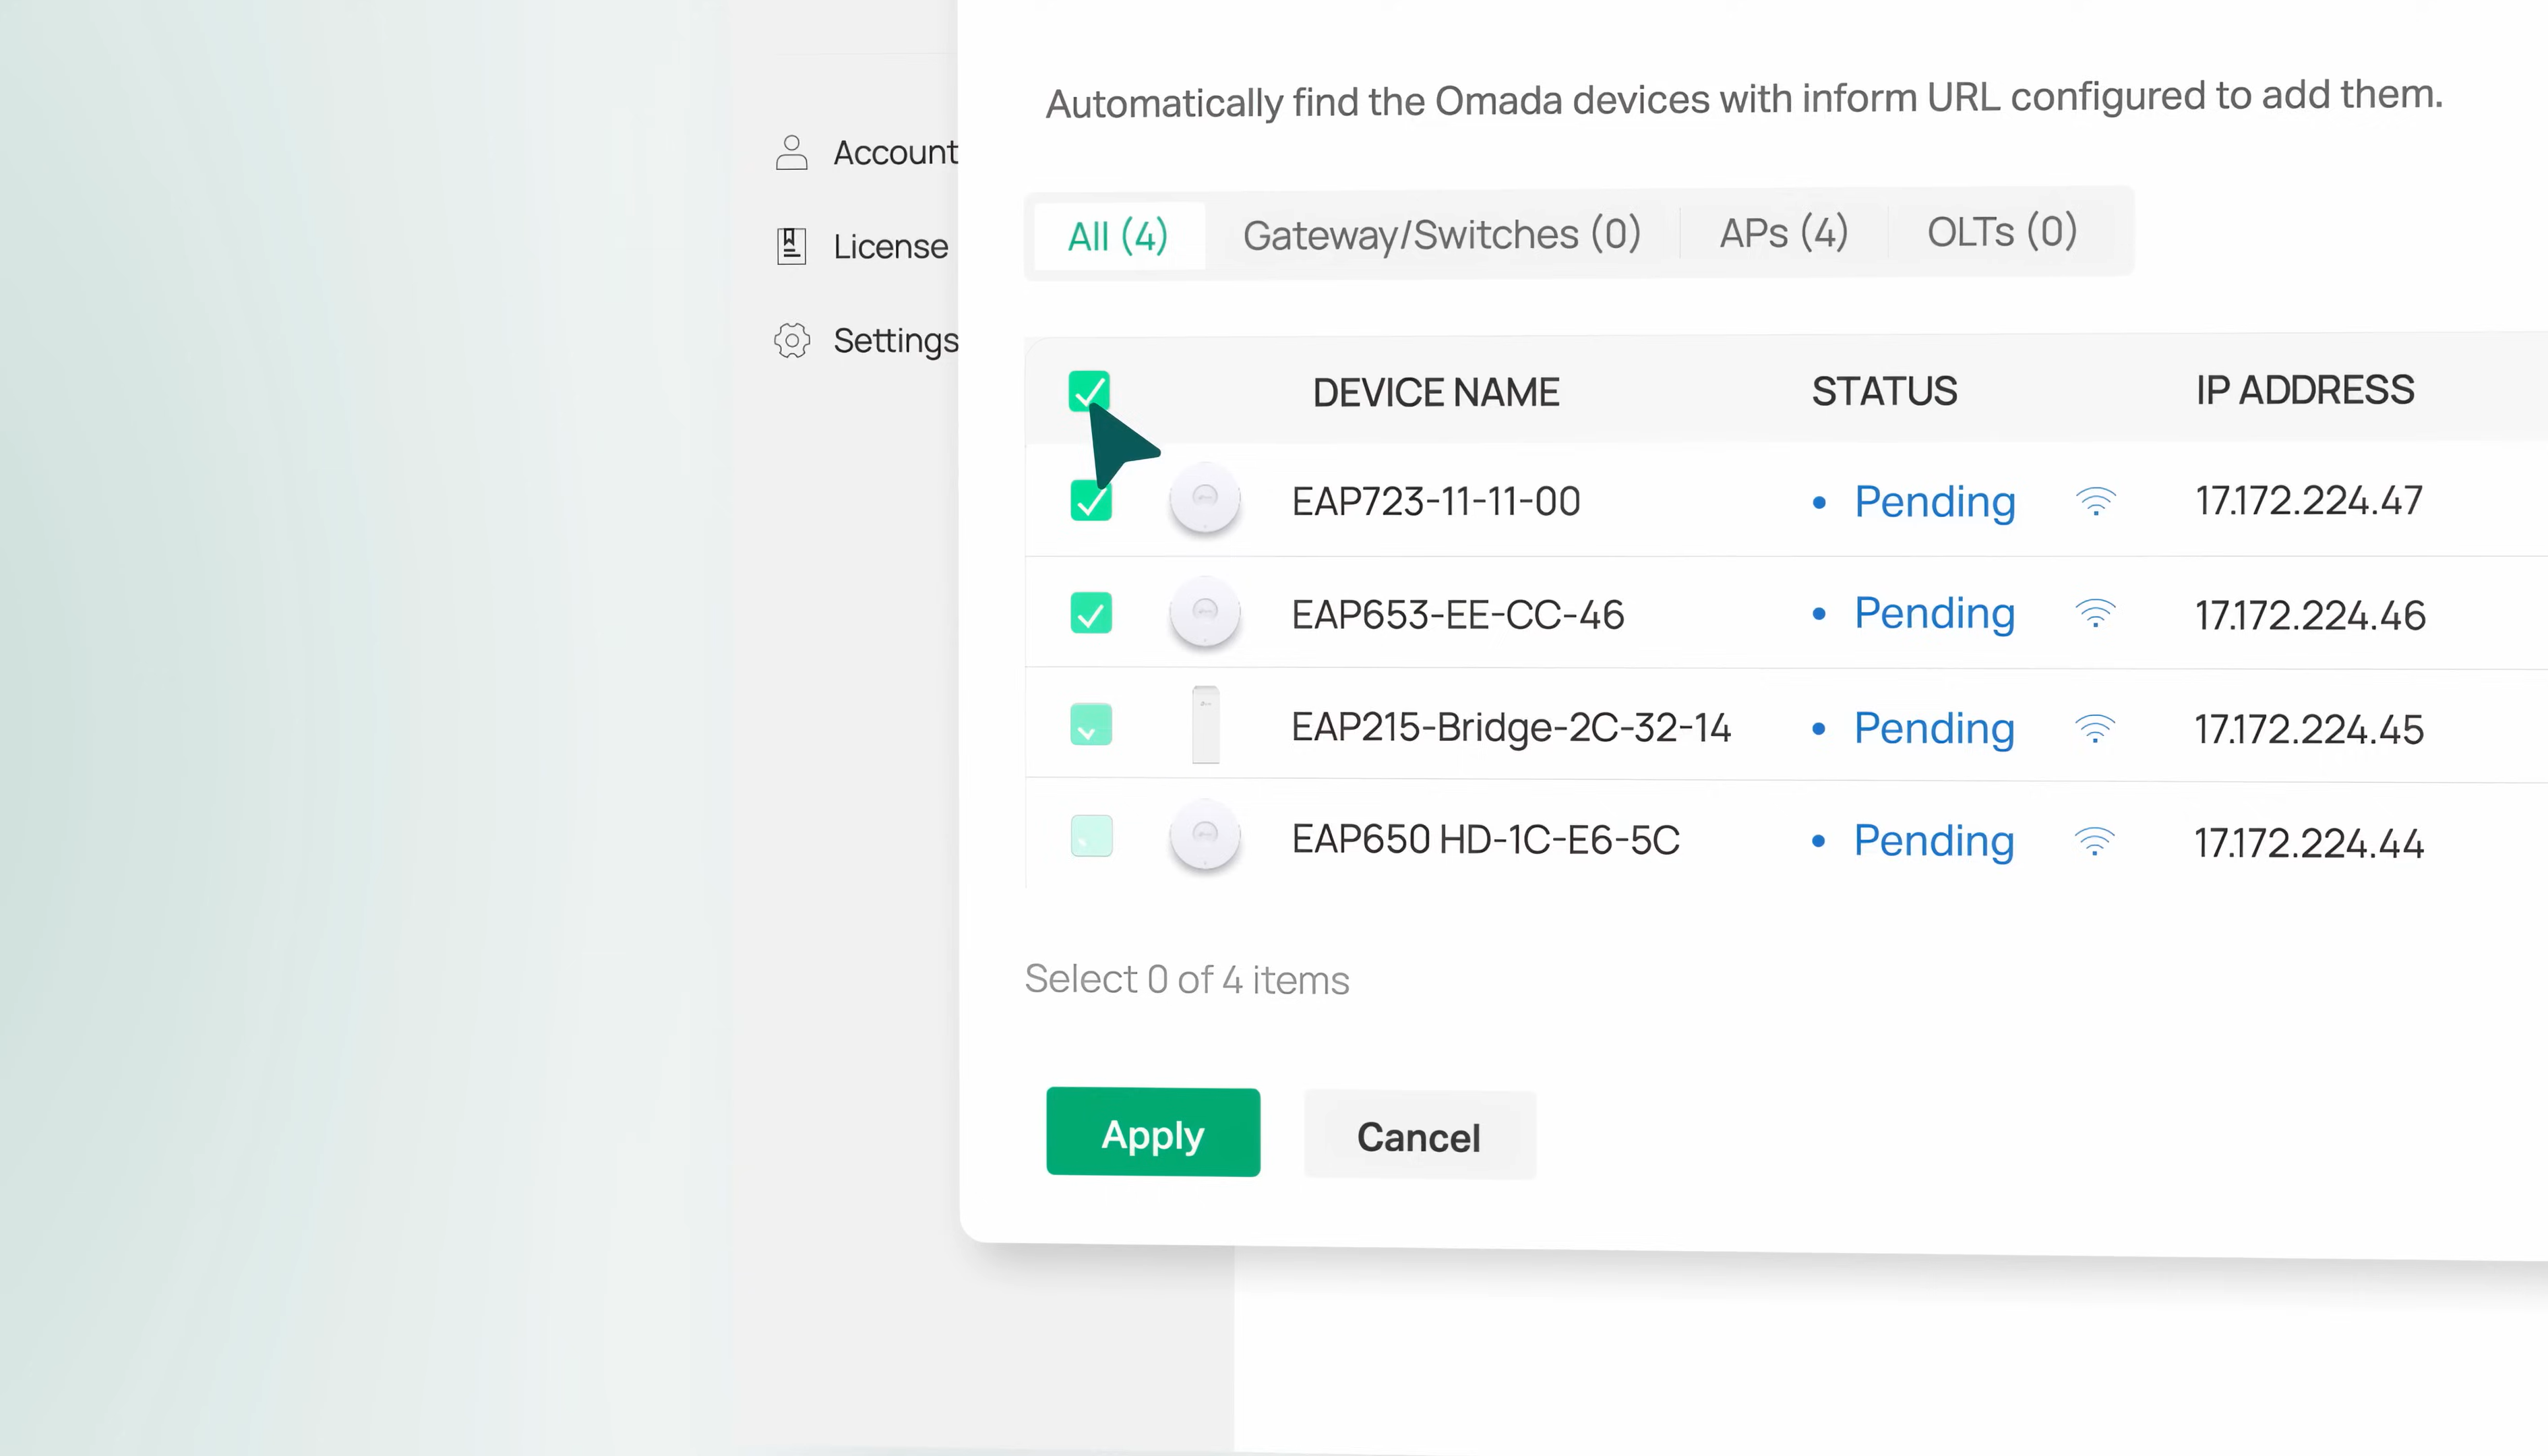 Automatically find the Omada devices with inform URL configured to add them.
Account
License
Settings
All (4) Gateway/Switches (0) APs (4) OLTs (0)
DEVICE NAME STATUS IP ADDRESS
EAP723-11-11-00 • Pending 17.172.224.47
EAP653-EE-CC-46 • Pending 17.172.224.46
EAP215-Bridge-2C-32-14 • Pending 17.172.224.45
EAP650 HD-1C-E6-5C • Pending 17.172.224.44
Select 0 of 4 items
Apply Cancel